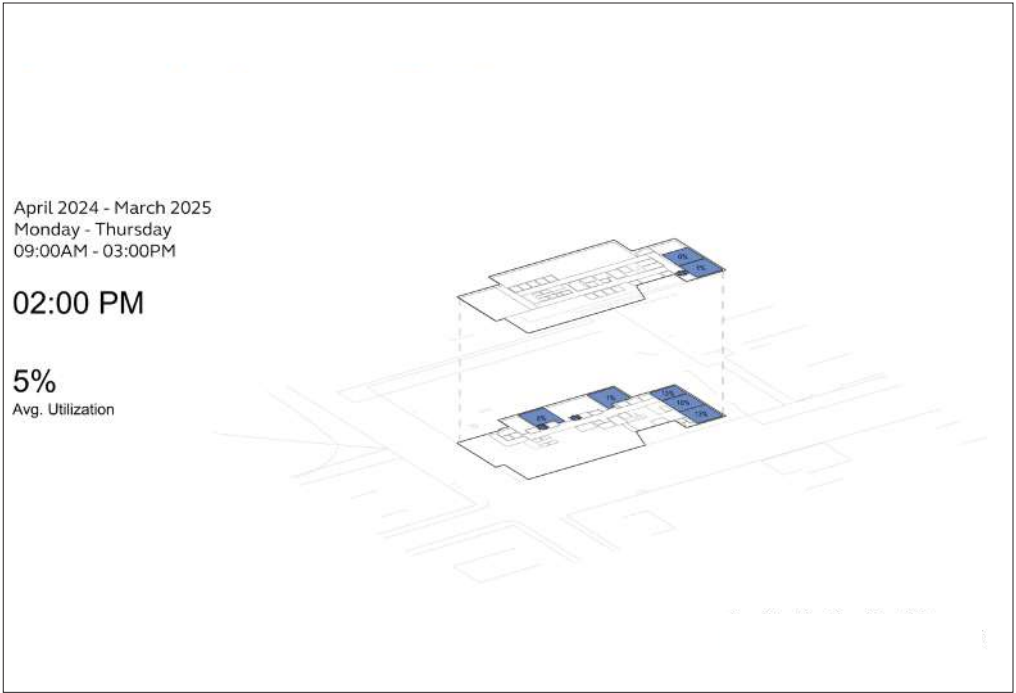 April 2024 - March 2025
Monday - Thursday
09:00AM - 03:00PM
02:00 PM
5%
Avg. Utilization